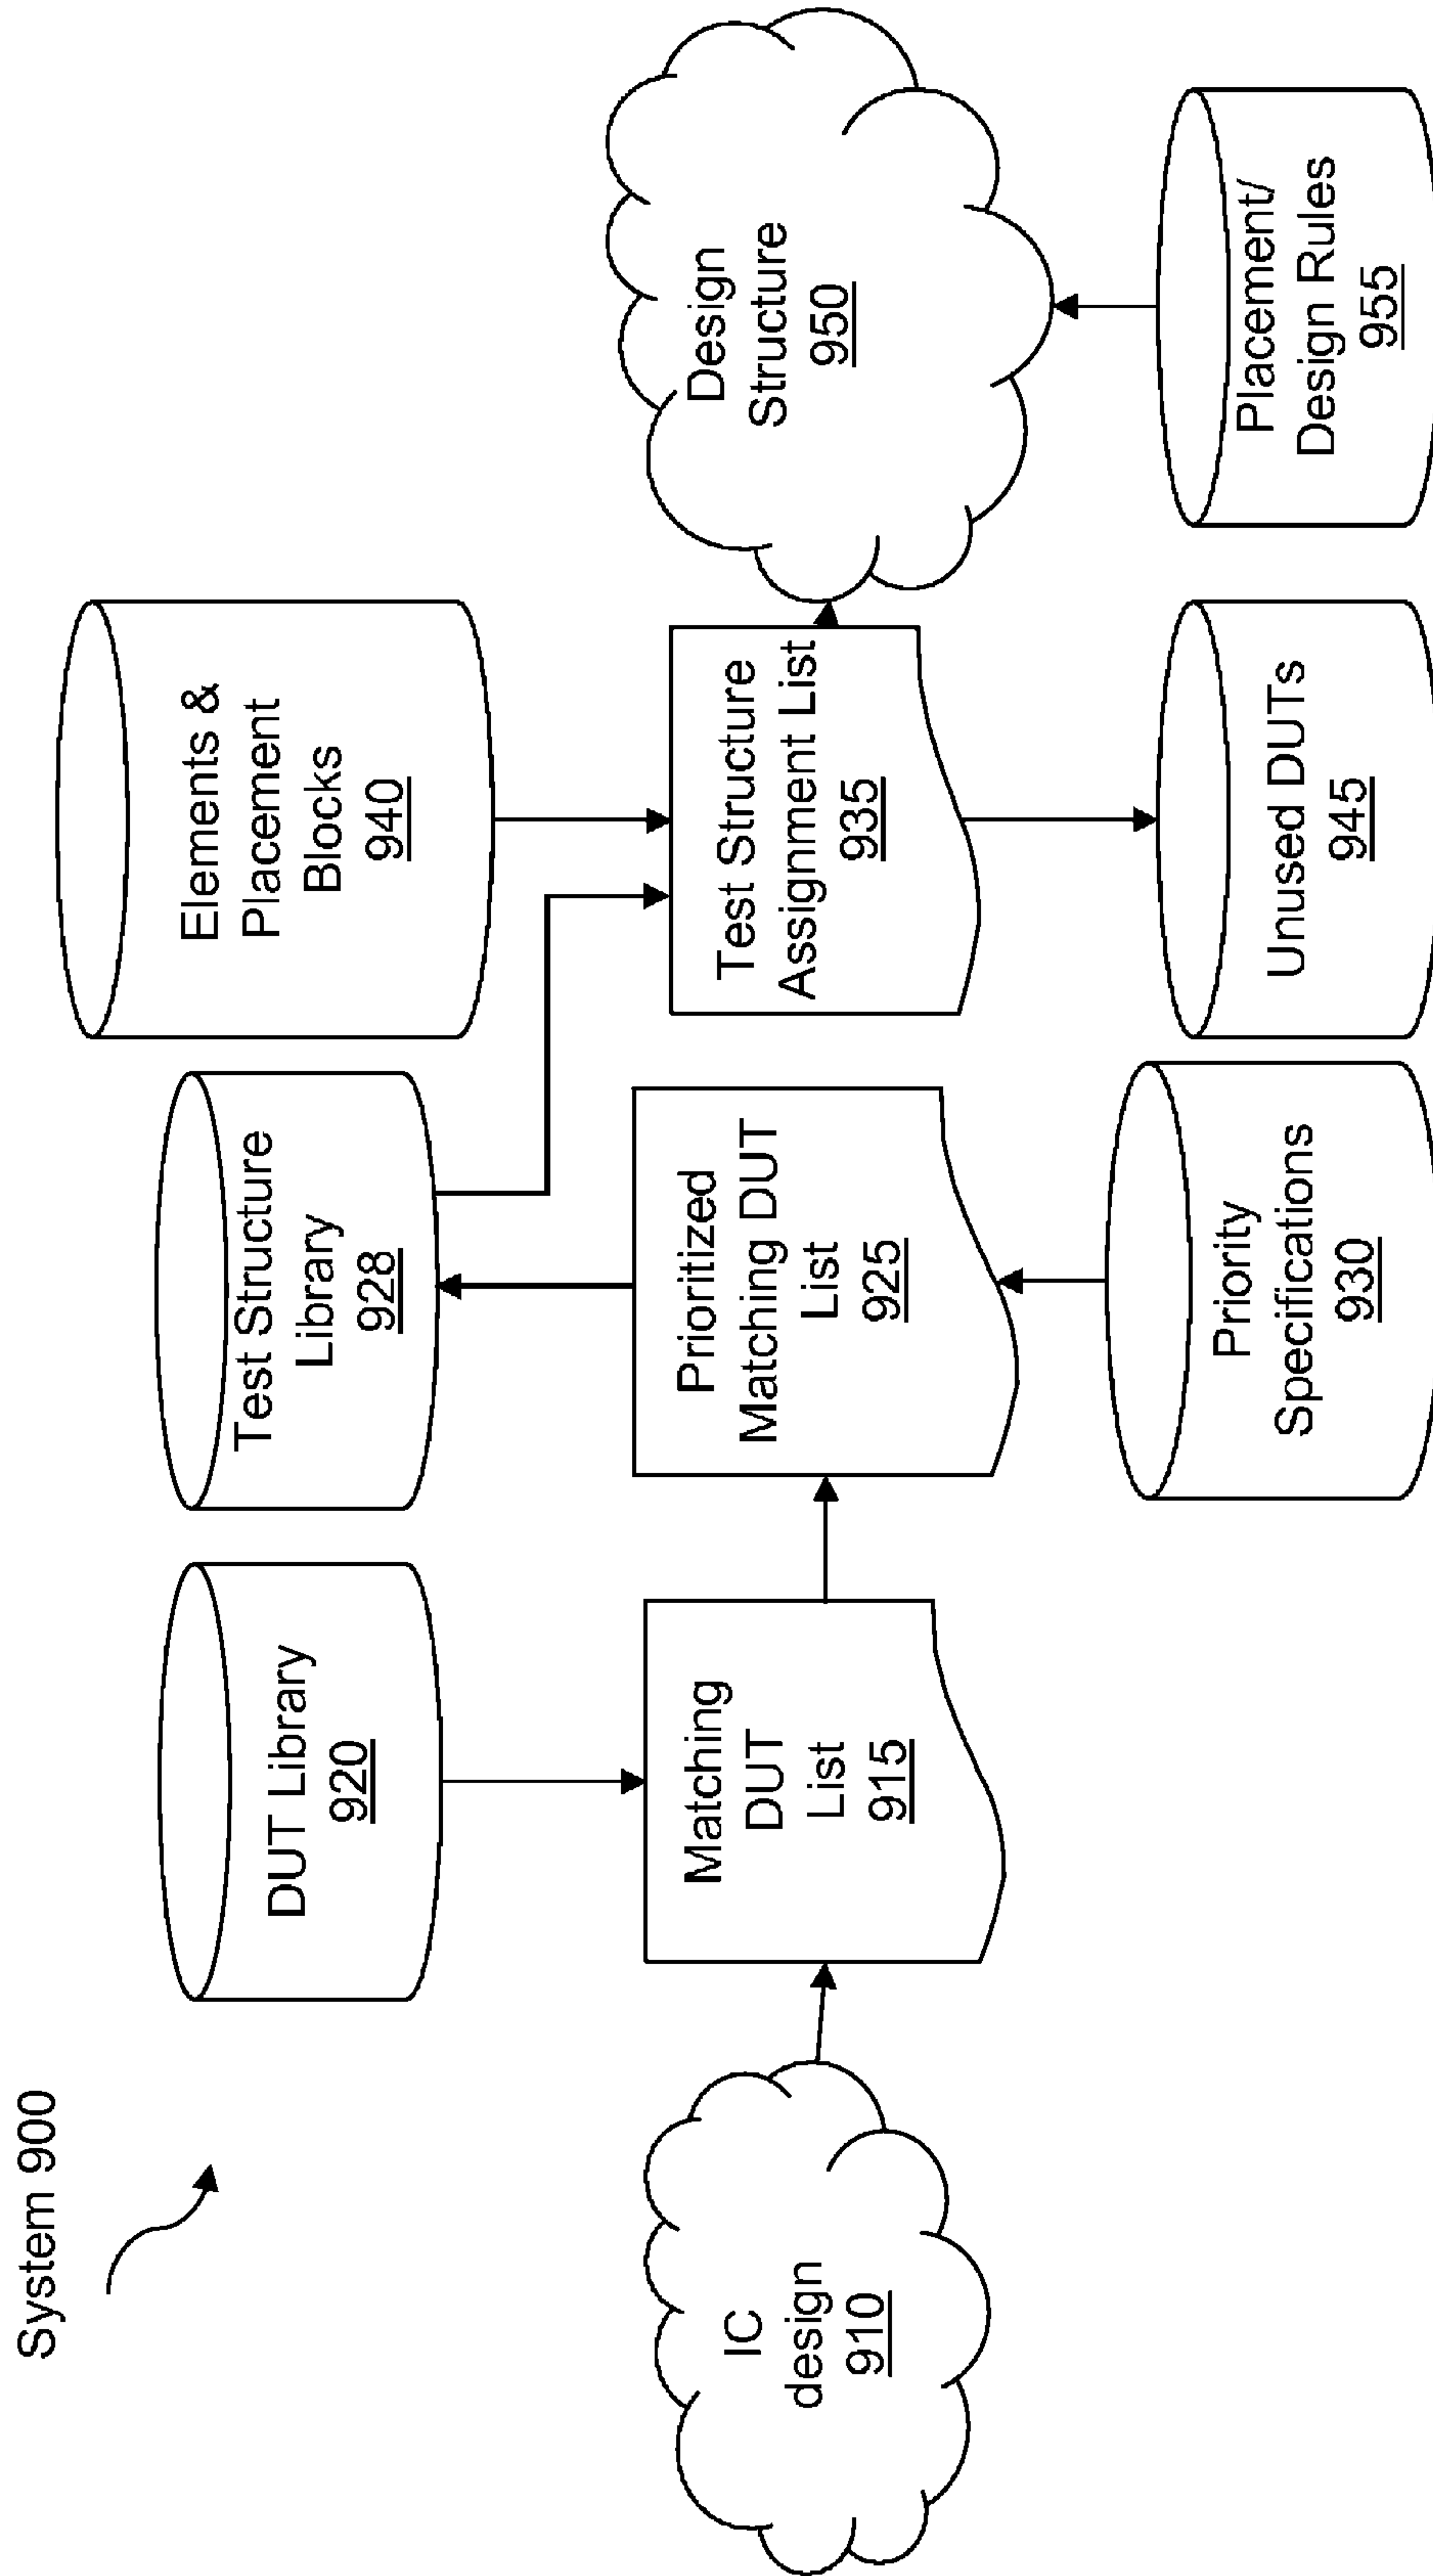 System 900
DUT Library
920
Test Structure
Library
928
Elements &
Placement
Blocks
940
IC
design
910
Matching
DUT
List
915
Prioritized
Matching DUT
List
925
Test Structure
Assignment List
935
Design
Structure
950
Priority
Specifications
930
Unused DUTs
945
Placement/
Design Rules
955